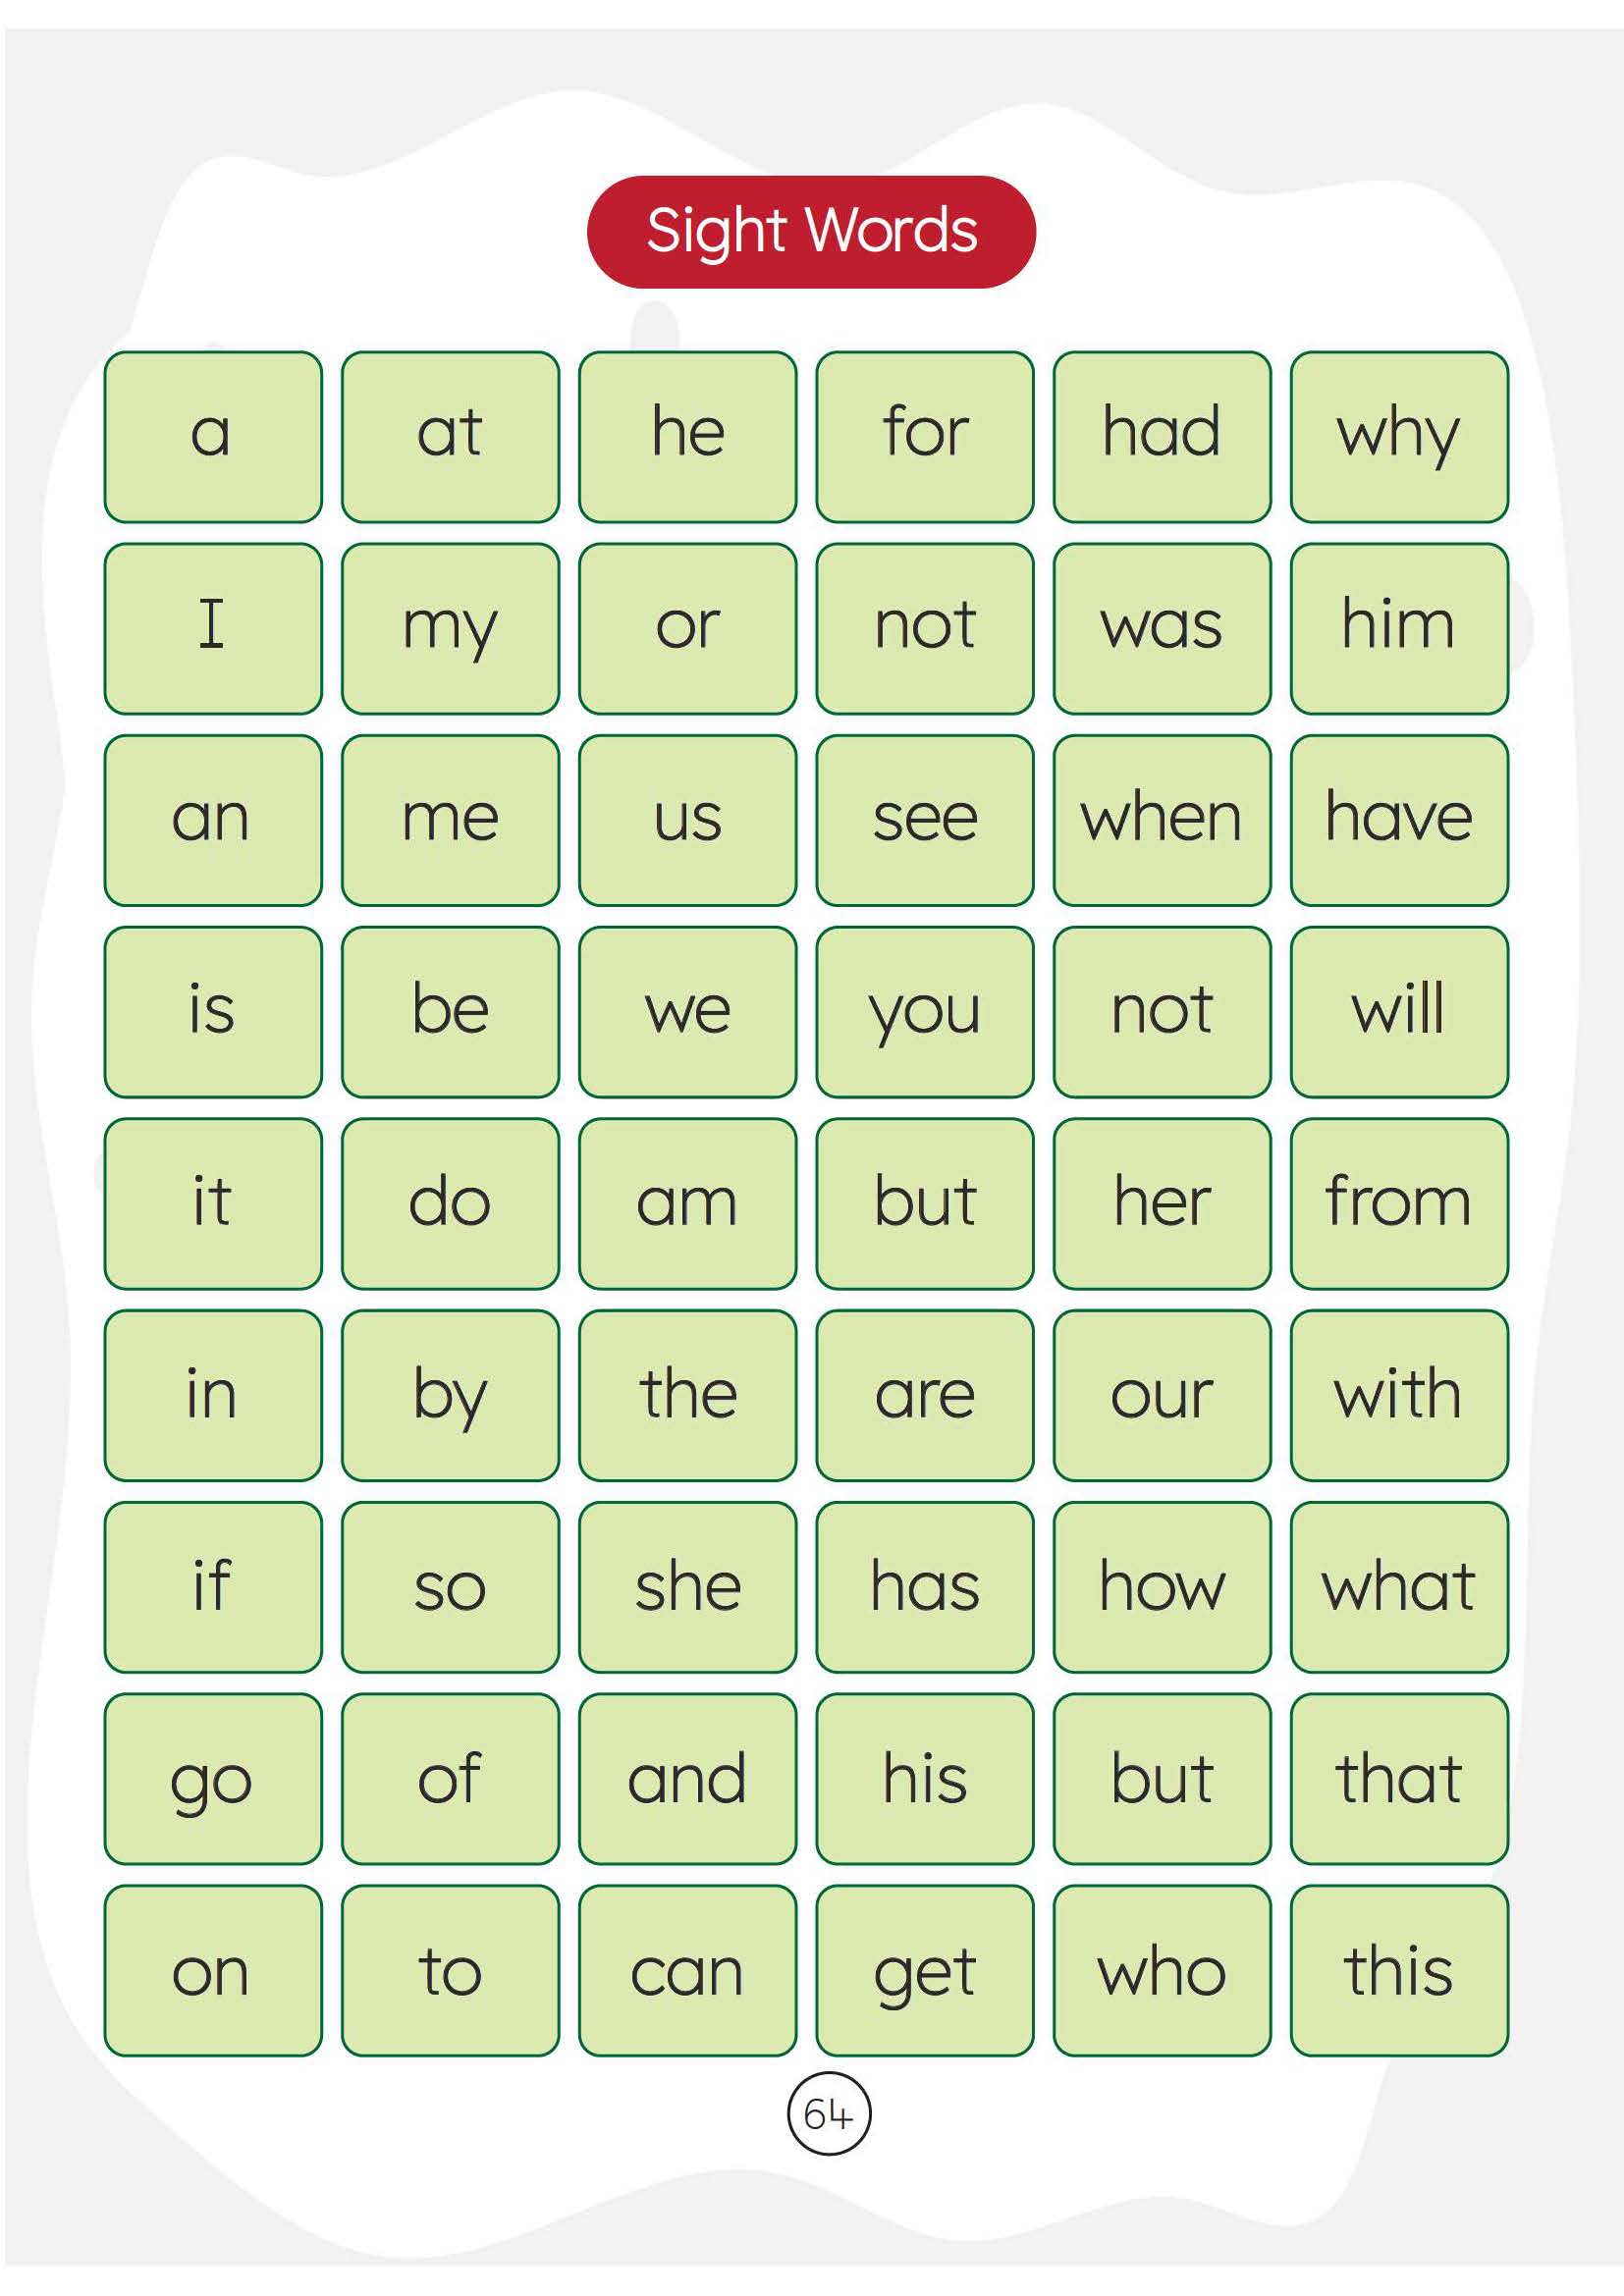 Sight Words
a at he for had why
I my or not was him
an me us see when have
is be we you not will
it do am but her from
in by the are our with
if so she has how what
go of and his but that
on to can get who this
64